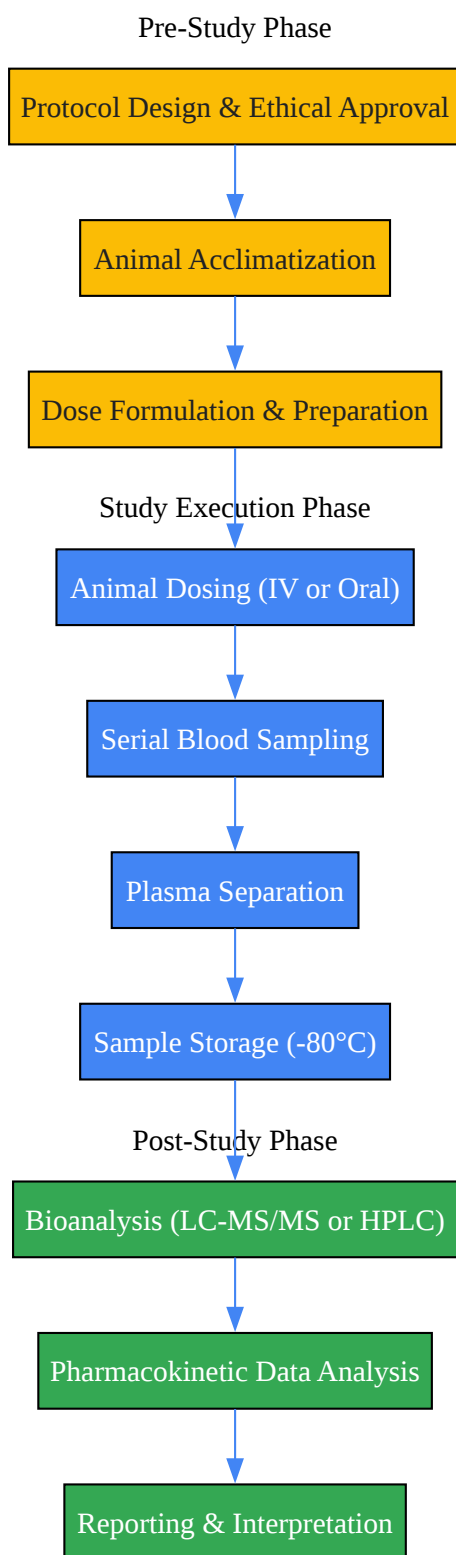 Pre-Study Phase
Protocol Design & Ethical Approval
Animal Acclimatization
Dose Formulation & Preparation
Study Execution Phase
Animal Dosing (IV or Oral)
Serial Blood Sampling
Plasma Separation
Sample Storage (-80°C)
Post-Study Phase
Bioanalysis (LC-MS/MS or HPLC)
Pharmacokinetic Data Analysis
Reporting & Interpretation